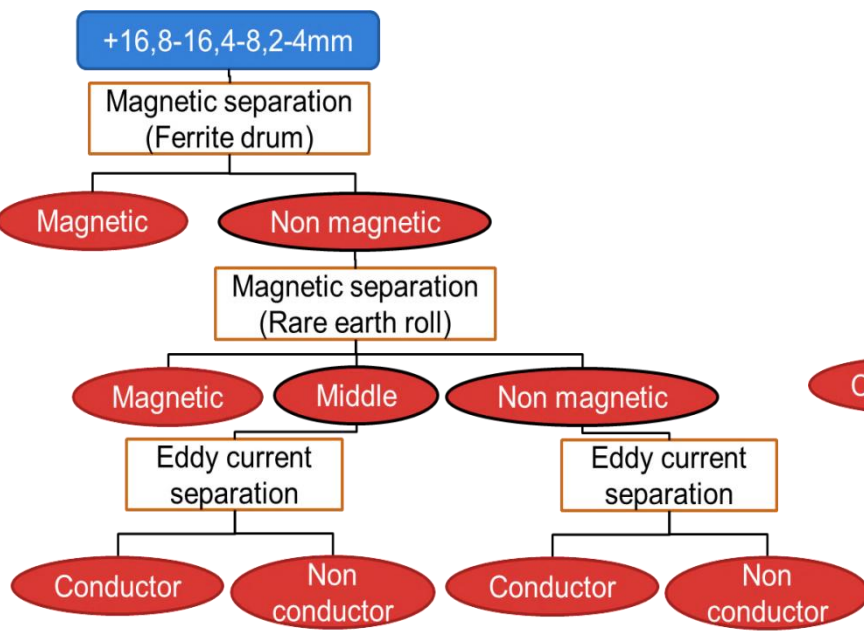 +16,8-16,4-8,2-4mm
Magnetic separation
(Ferrite drum)
Magnetic
Non magnetic
Magnetic separation
(Rare earth roll)
Magnetic
Middle
Non magnetic
Eddy current
separation
Eddy current
separation
Conductor
Non
conductor
Conductor
Non
conductor